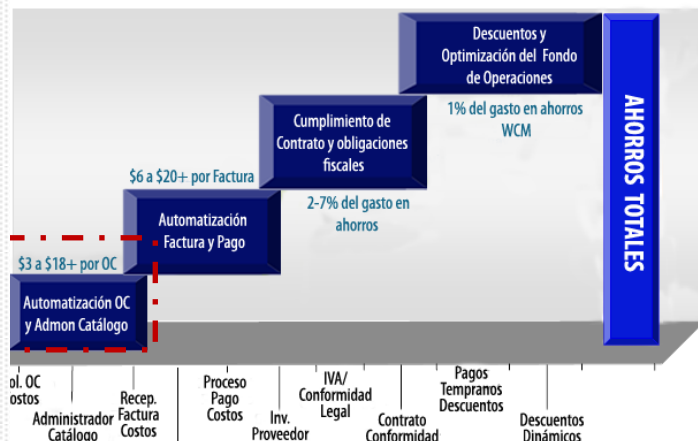 Descuentos y
Optimización del Fondo
de Operaciones
1% del gasto en ahorros
WCM
Cumplimiento de
Contrato y obligaciones
fiscales
2-7% del gasto en
ahorros
$6 a $20+ por Factura
Automatización
Factura y Pago
$3 a $18+ por OC
Automatización OC
y Admon Catálogo
AHORROS TOTALES
ol. OC
ostos
Administrador
Catálogo
Recep.
Factura
Costos
Proceso
Pago
Costos
Inv.
Proveedor
IVA/
Conformidad
Legal
Contrato
Conformidad
Pagos
Tempranos
Descuentos
Descuentos
Dinámicos